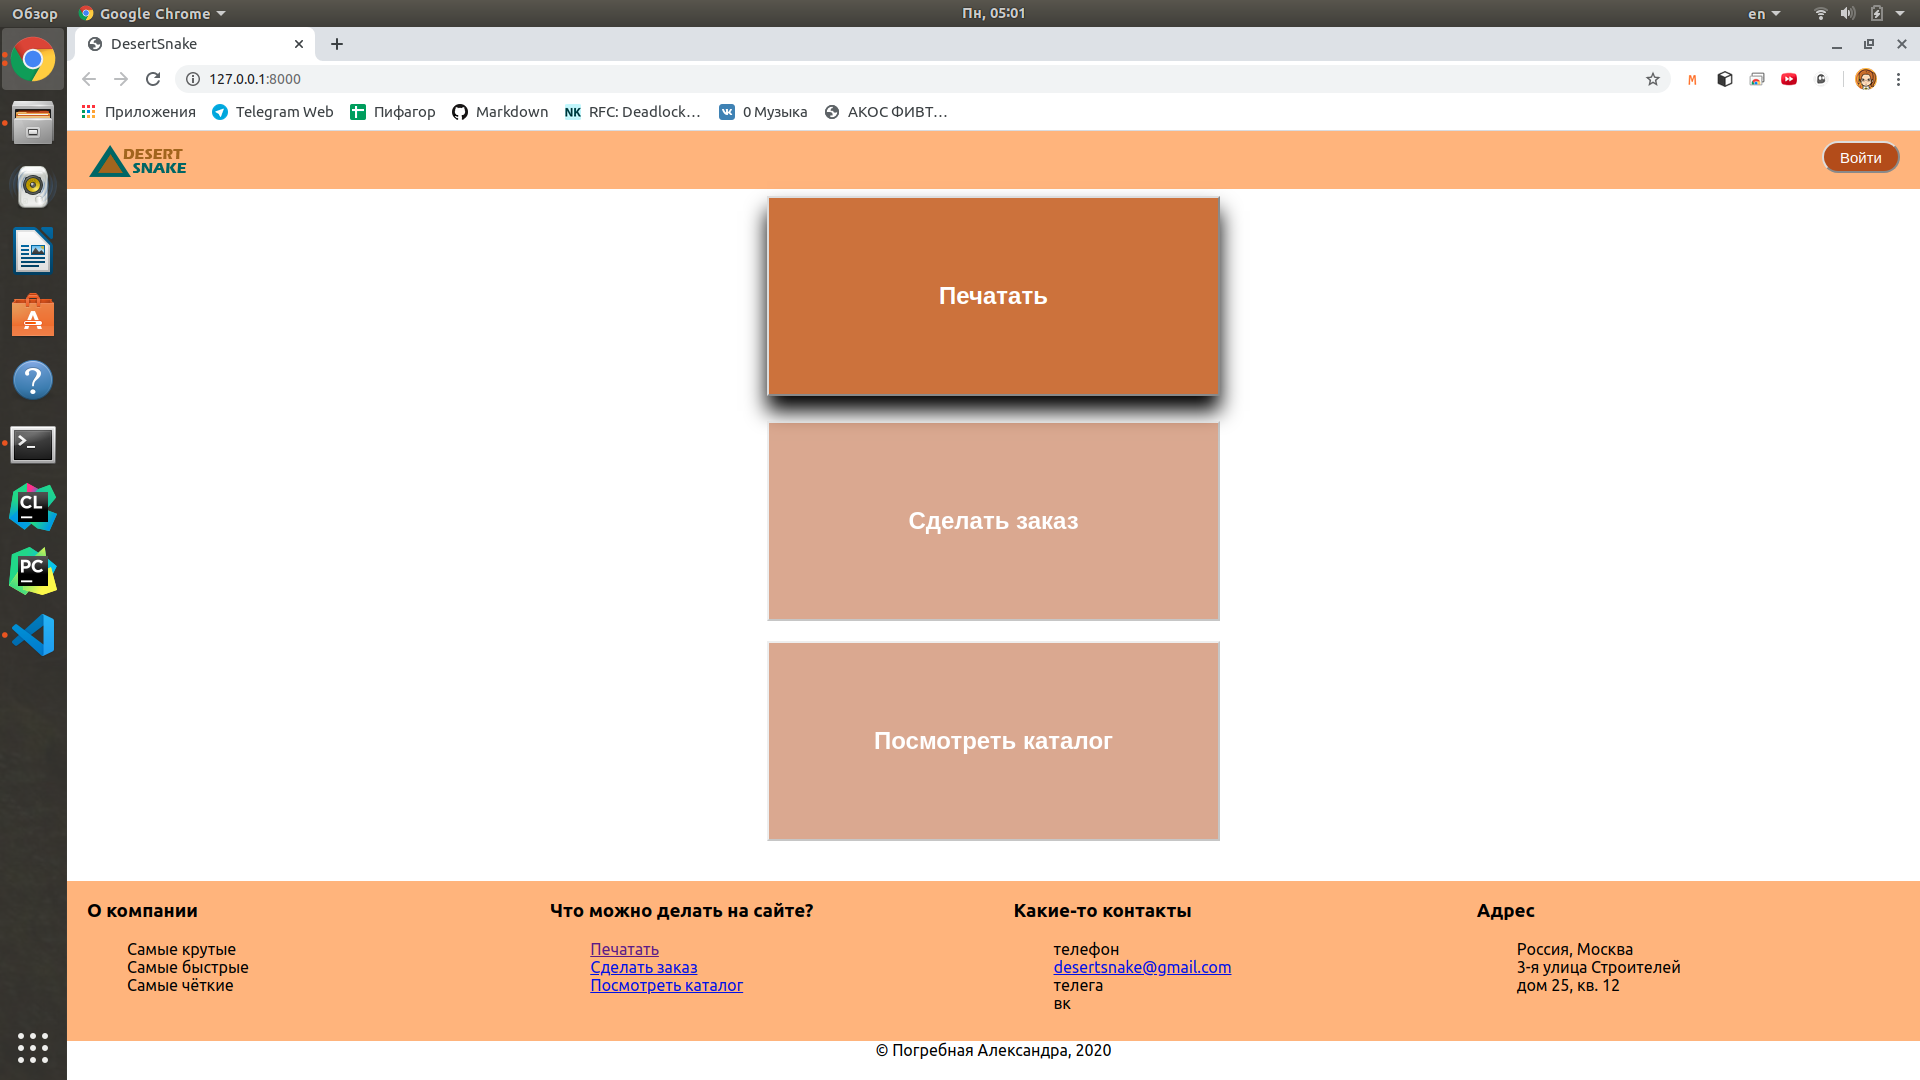 Обзор Google Chrome Пн, 05:01 en
DesertSnake
127.0.0.1:8000
M
Приложения Telegram Web Пифагор Markdown NK RFC: Deadlock... 0 Музыка АКОС ФИВТ...
DESERT
SNAKE
Войти
Печатать
Сделать заказ
Посмотреть каталог
CL
PC
О компании
Самые крутые
Самые быстрые
Самые чёткие
Что можно делать на сайте?
Печатать
Сделать заказ
Посмотреть каталог
Какие-то контакты
телефон
desertsnake@gmail.com
телега
вк
Адрес
Россия, Москва
3-я улица Строителей
дом 25, кв. 12
© Погребная Александра, 2020